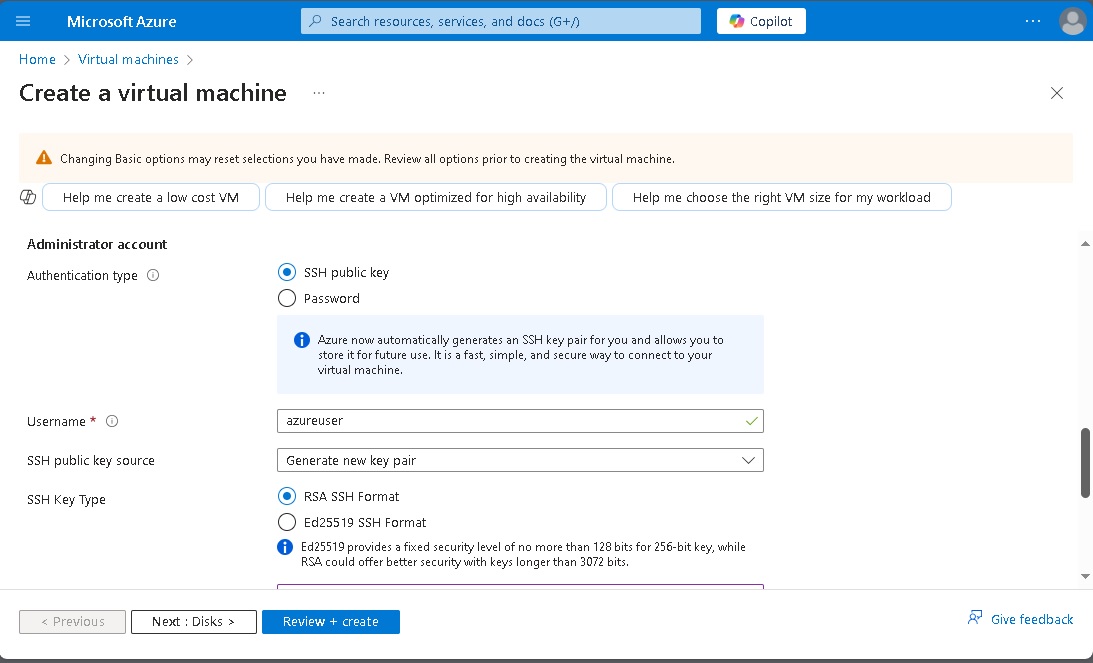 Microsoft Azure
Search resources, services, and docs (G+/)
Copilot
...
Home > Virtual machines >
Create a virtual machine ...
Changing Basic options may reset selections you have made. Review all options prior to creating the virtual machine.
Help me create a low cost VM
Help me create a VM optimized for high availability
Help me choose the right VM size for my workload
Administrator account
Authentication type
SSH public key
Password
Azure now automatically generates an SSH key pair for you and allows you to
store it for future use. It is a fast, simple, and secure way to connect to your
virtual machine.
Username *
azureuser
SSH public key source
Generate new key pair
SSH Key Type
RSA SSH Format
Ed25519 SSH Format
Ed25519 provides a fixed security level of no more than 128 bits for 256-bit key, while
RSA could offer better security with keys longer than 3072 bits.
< Previous
Next : Disks >
Review + create
Give feedback